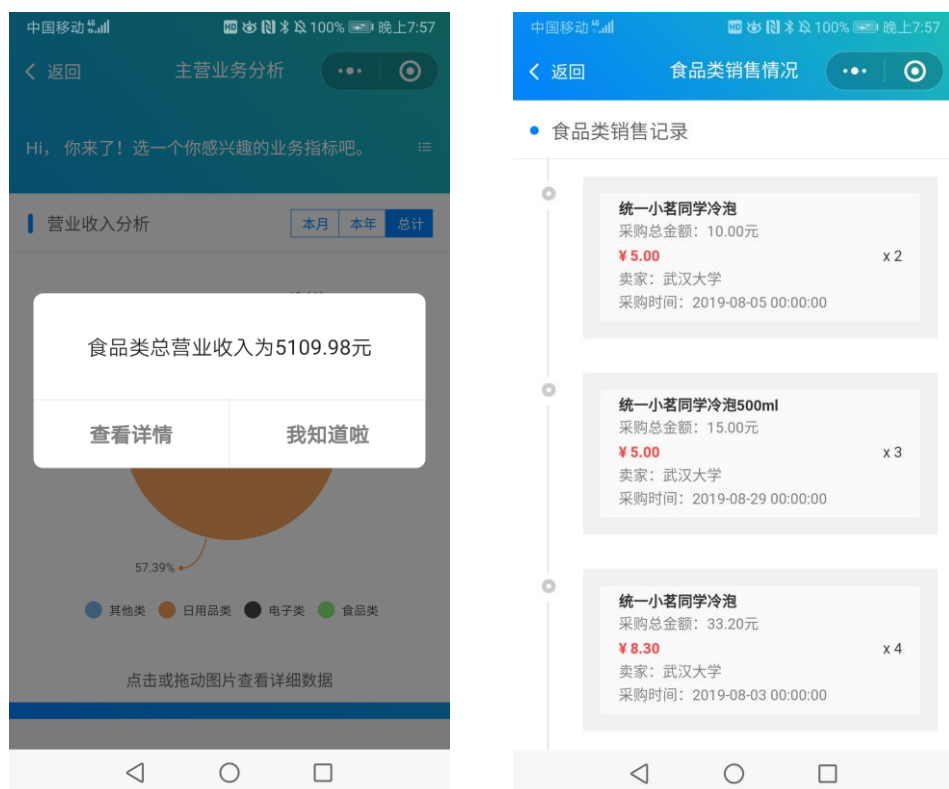 中国移动 46 HD 100% 晚上7:57
返回 主营业务分析
Hi，你来了！选一个你感兴趣的业务指标吧。
营业收入分析 本月 本年 总计
食品类总营业收入为5109.98元
查看详情 我知道啦
57.39%
其他类 日用品类 电子类 食品类
点击或拖动图片查看详细数据
中国移动 46 HD 100% 晚上7:57
返回 食品类销售情况
食品类销售记录
统一小茗同学冷泡
采购总金额：10.00元
¥ 5.00 x 2
卖家：武汉大学
采购时间：2019-08-05 00:00:00
统一小茗同学冷泡500ml
采购总金额：15.00元
¥ 5.00 x 3
卖家：武汉大学
采购时间：2019-08-29 00:00:00
统一小茗同学冷泡
采购总金额：33.20元
¥ 8.30 x 4
卖家：武汉大学
采购时间：2019-08-03 00:00:00